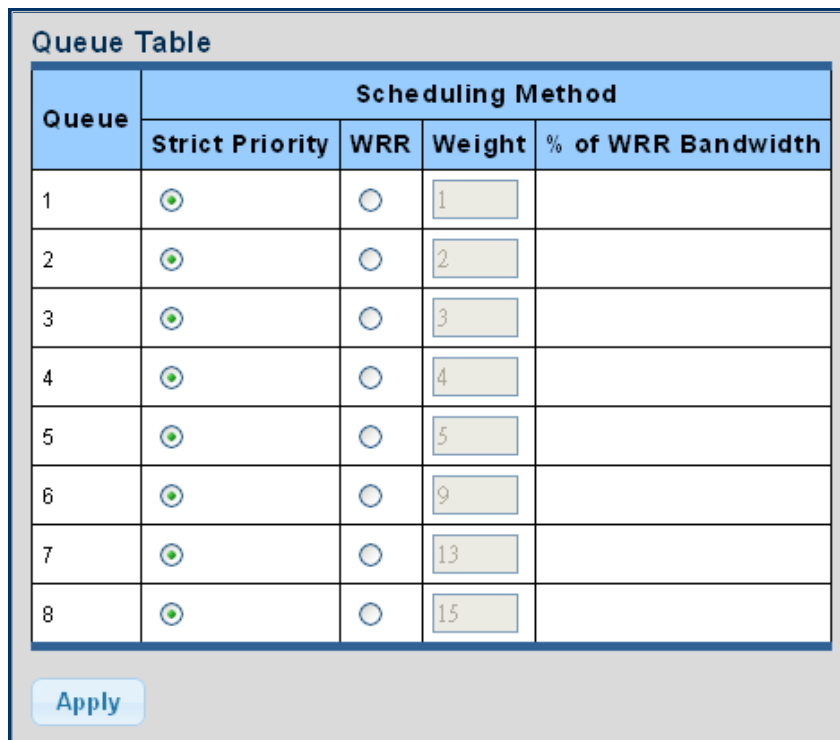 Queue Table
Queue
Scheduling Method
Strict Priority WRR Weight % of WRR Bandwidth
1 1
2 2
3 3
4 4
5 5
6 9
7 13
8 15
Apply